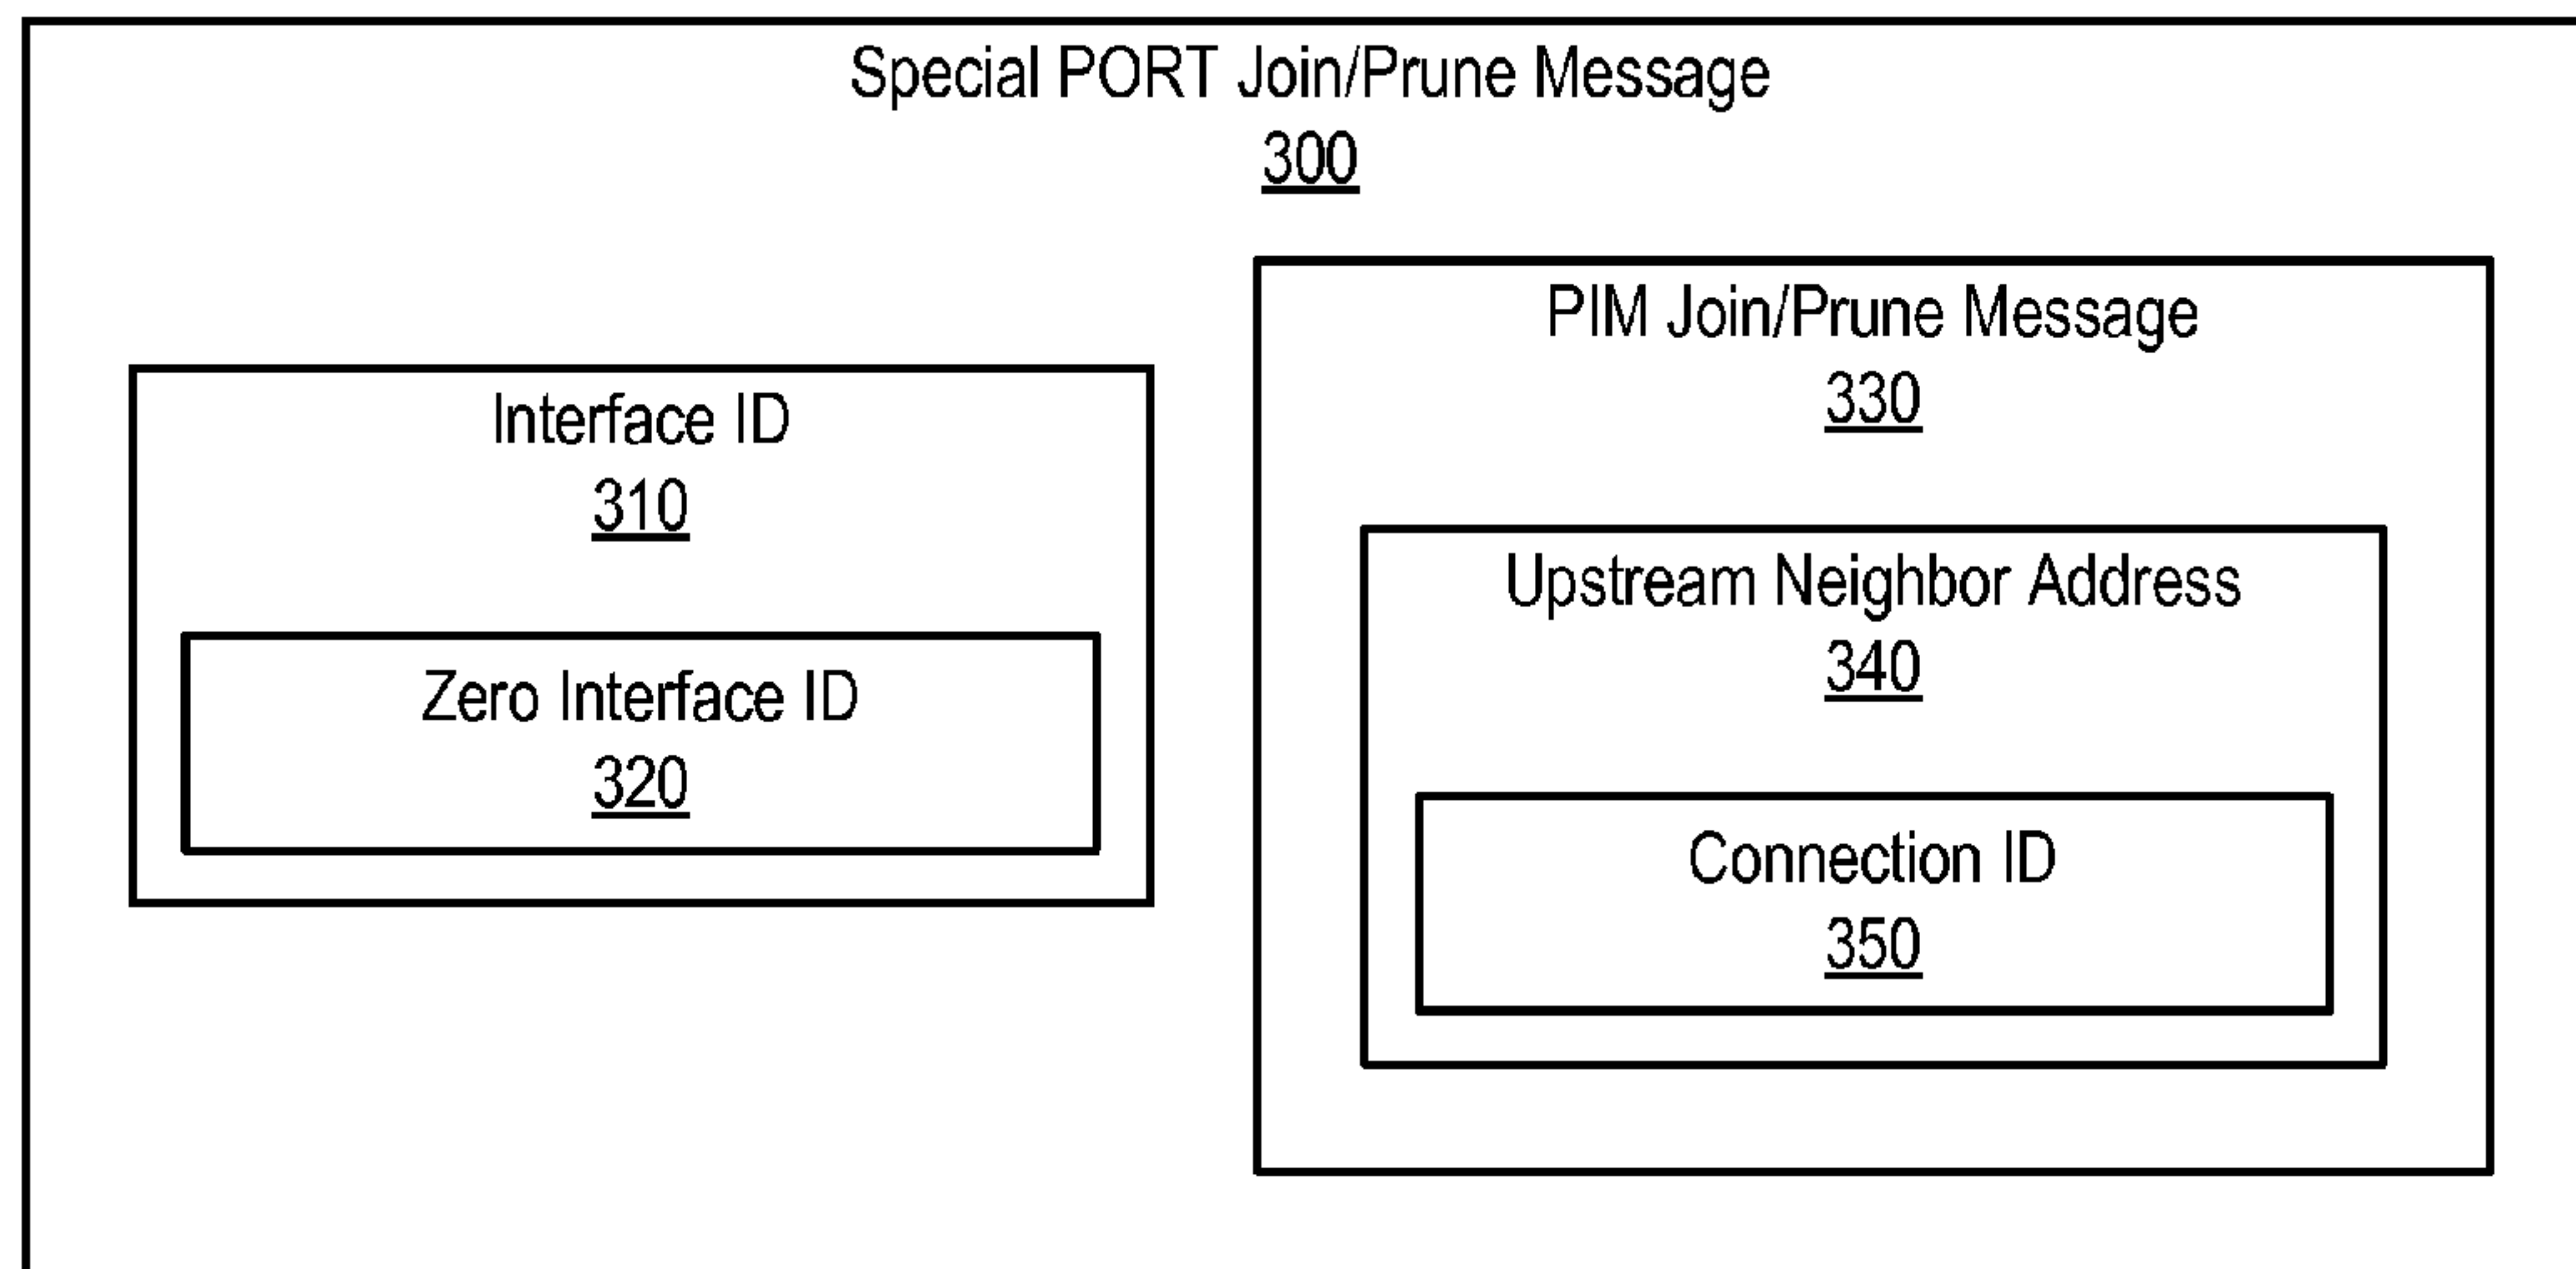 Special PORT Join/Prune Message
300
Interface ID
310
Zero Interface ID
320
PIM Join/Prune Message
330
Upstream Neighbor Address
340
Connection ID
350